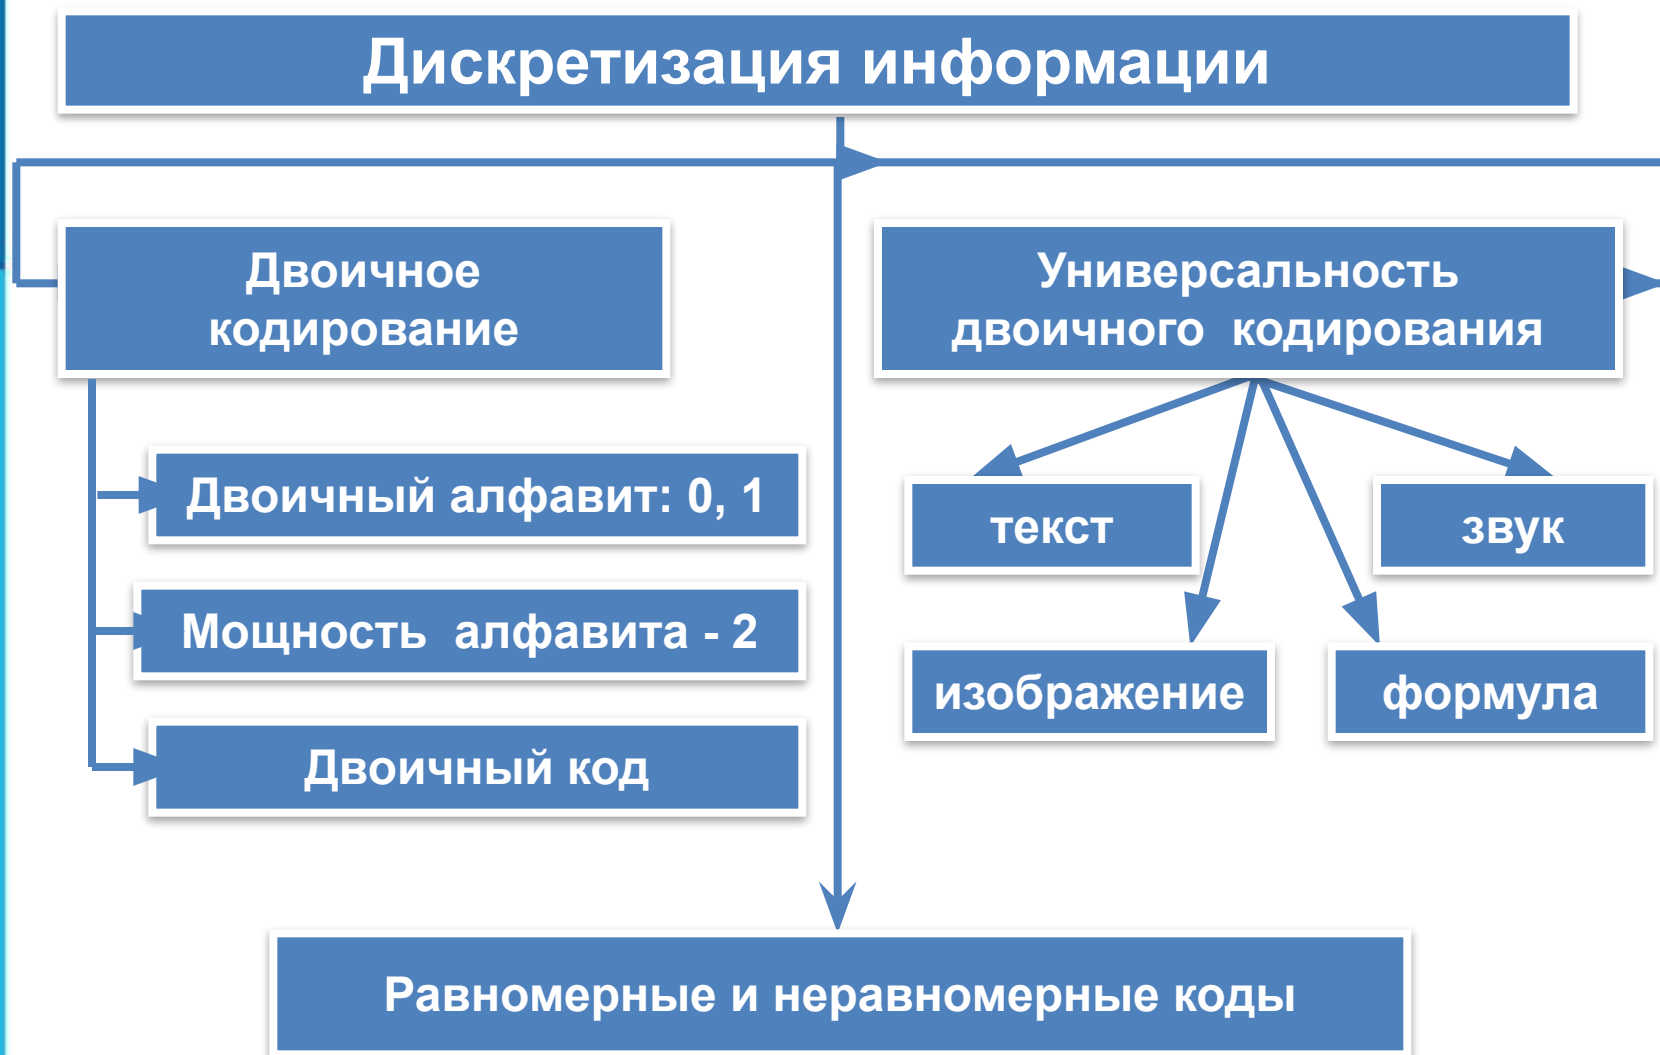 Дискретизация информации
Двоичное
кодирование
Двоичный алфавит: 0, 1
Мощность алфавита - 2
Двоичный код
Универсальность
двоичного кодирования
текст
звук
изображение
формула
Равномерные и неравномерные коды